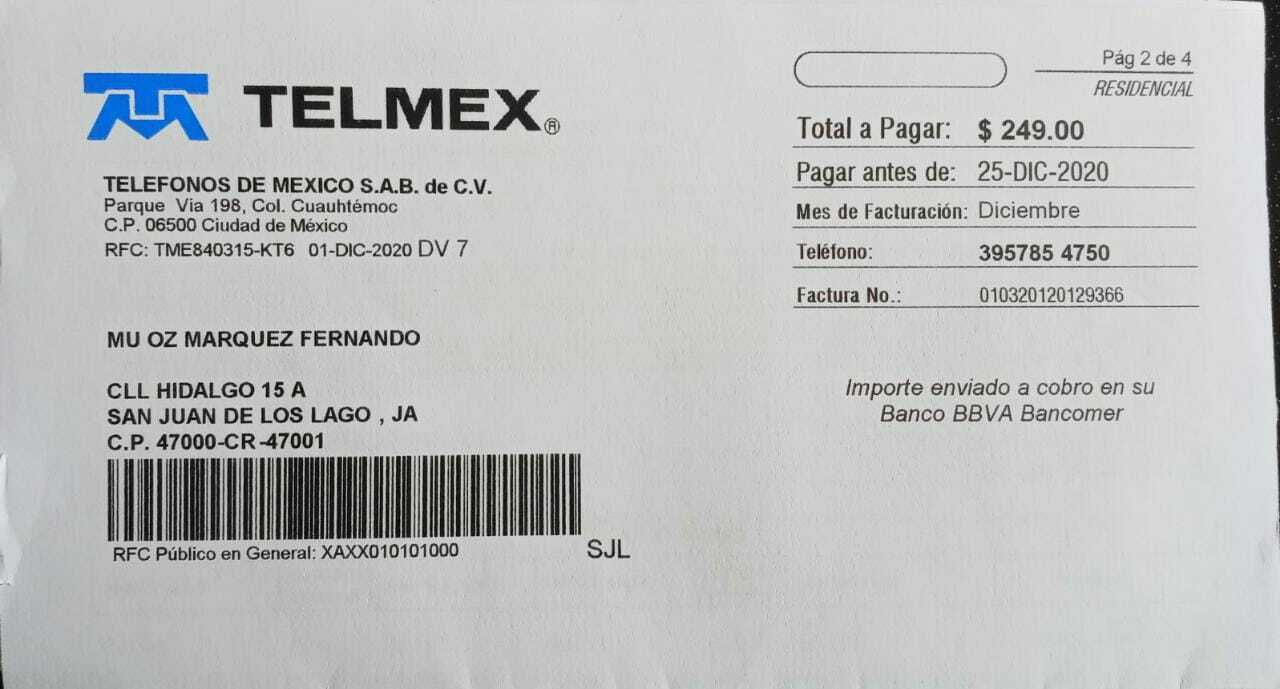 TELMEX®
TELEFONOS DE MEXICO S.A.B. de C.V.
Parque Via 198, Col. Cuauhtémoc
C.P. 06500 Ciudad de México
RFC: TME840315-KT6 01-DIC-2020 DV 7
MU OZ MARQUEZ FERNANDO
CLL HIDALGO 15 A
SAN JUAN DE LOS LAGO , JA
C.P. 47000-CR-47001
RFC Público en General: XAXX010101000
SJL
Pág 2 de 4
RESIDENCIAL
Total a Pagar: $ 249.00
Pagar antes de: 25-DIC-2020
Mes de Facturación: Diciembre
Teléfono: 395785 4750
Factura No.: 010320120129366
Importe enviado a cobro en su
Banco BBVA Bancomer